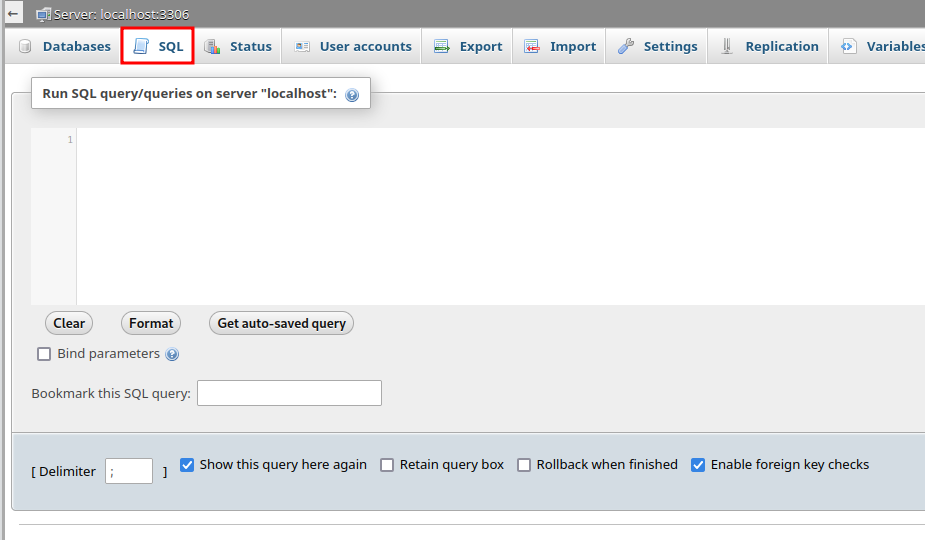 ← Server: localhost:3306
Databases SQL Status User accounts Export Import Settings Replication Variables
Run SQL query/queries on server "localhost":
1
Clear Format Get auto-saved query
Bind parameters
Bookmark this SQL query:
[ Delimiter ; ] Show this query here again Retain query box Rollback when finished Enable foreign key checks